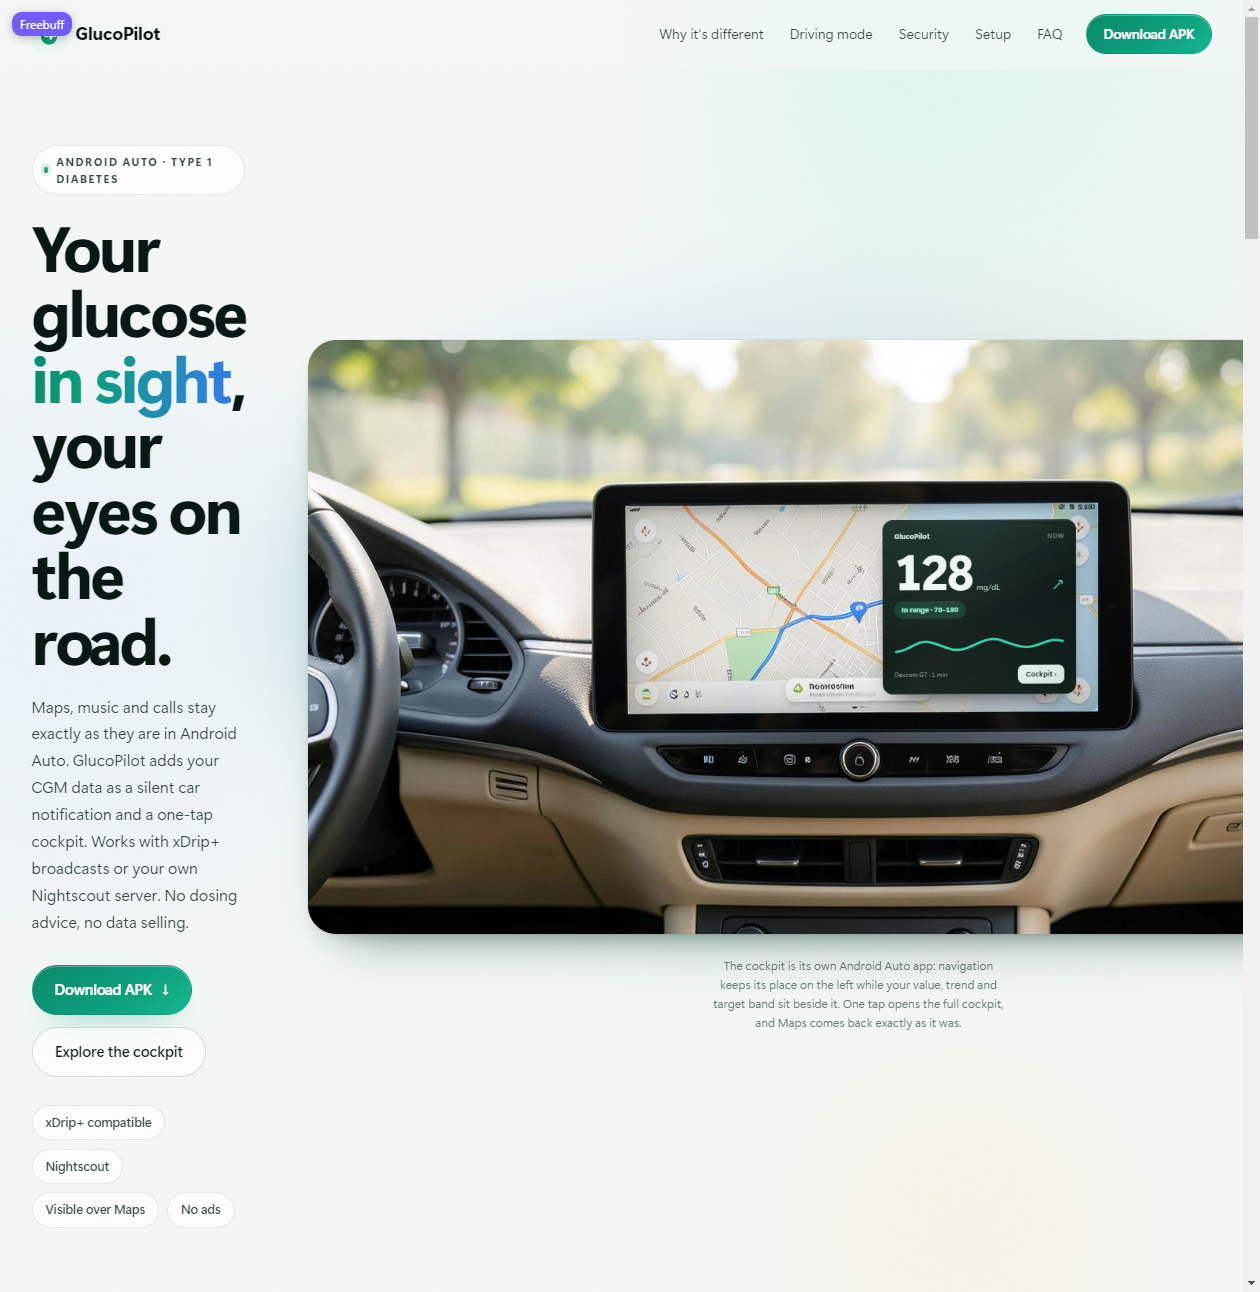 Freebuff
GlucoPilot
Why it's different
Driving mode
Security
Setup
FAQ
Download APK
ANDROID AUTO · TYPE 1
DIABETES
Your
glucose
in sight,
your
eyes on
the
road.
Maps, music and calls stay
exactly as they are in Android
Auto. GlucoPilot adds your
CGM data as a silent car
notification and a one-tap
cockpit. Works with xDrip+
broadcasts or your own
Nightscout server. No dosing
advice, no data selling.
Download APK ↓
Explore the cockpit
xDrip+ compatible
Nightscout
Visible over Maps
No ads
GlucoPilot
NOW
128 mg/dL
↗
In range · 70–180
Dexcom G7 · 1 min
Cockpit ›
The cockpit is its own Android Auto app: navigation
keeps its place on the left while your value, trend and
target band sit beside it. One tap opens the full cockpit,
and Maps comes back exactly as it was.